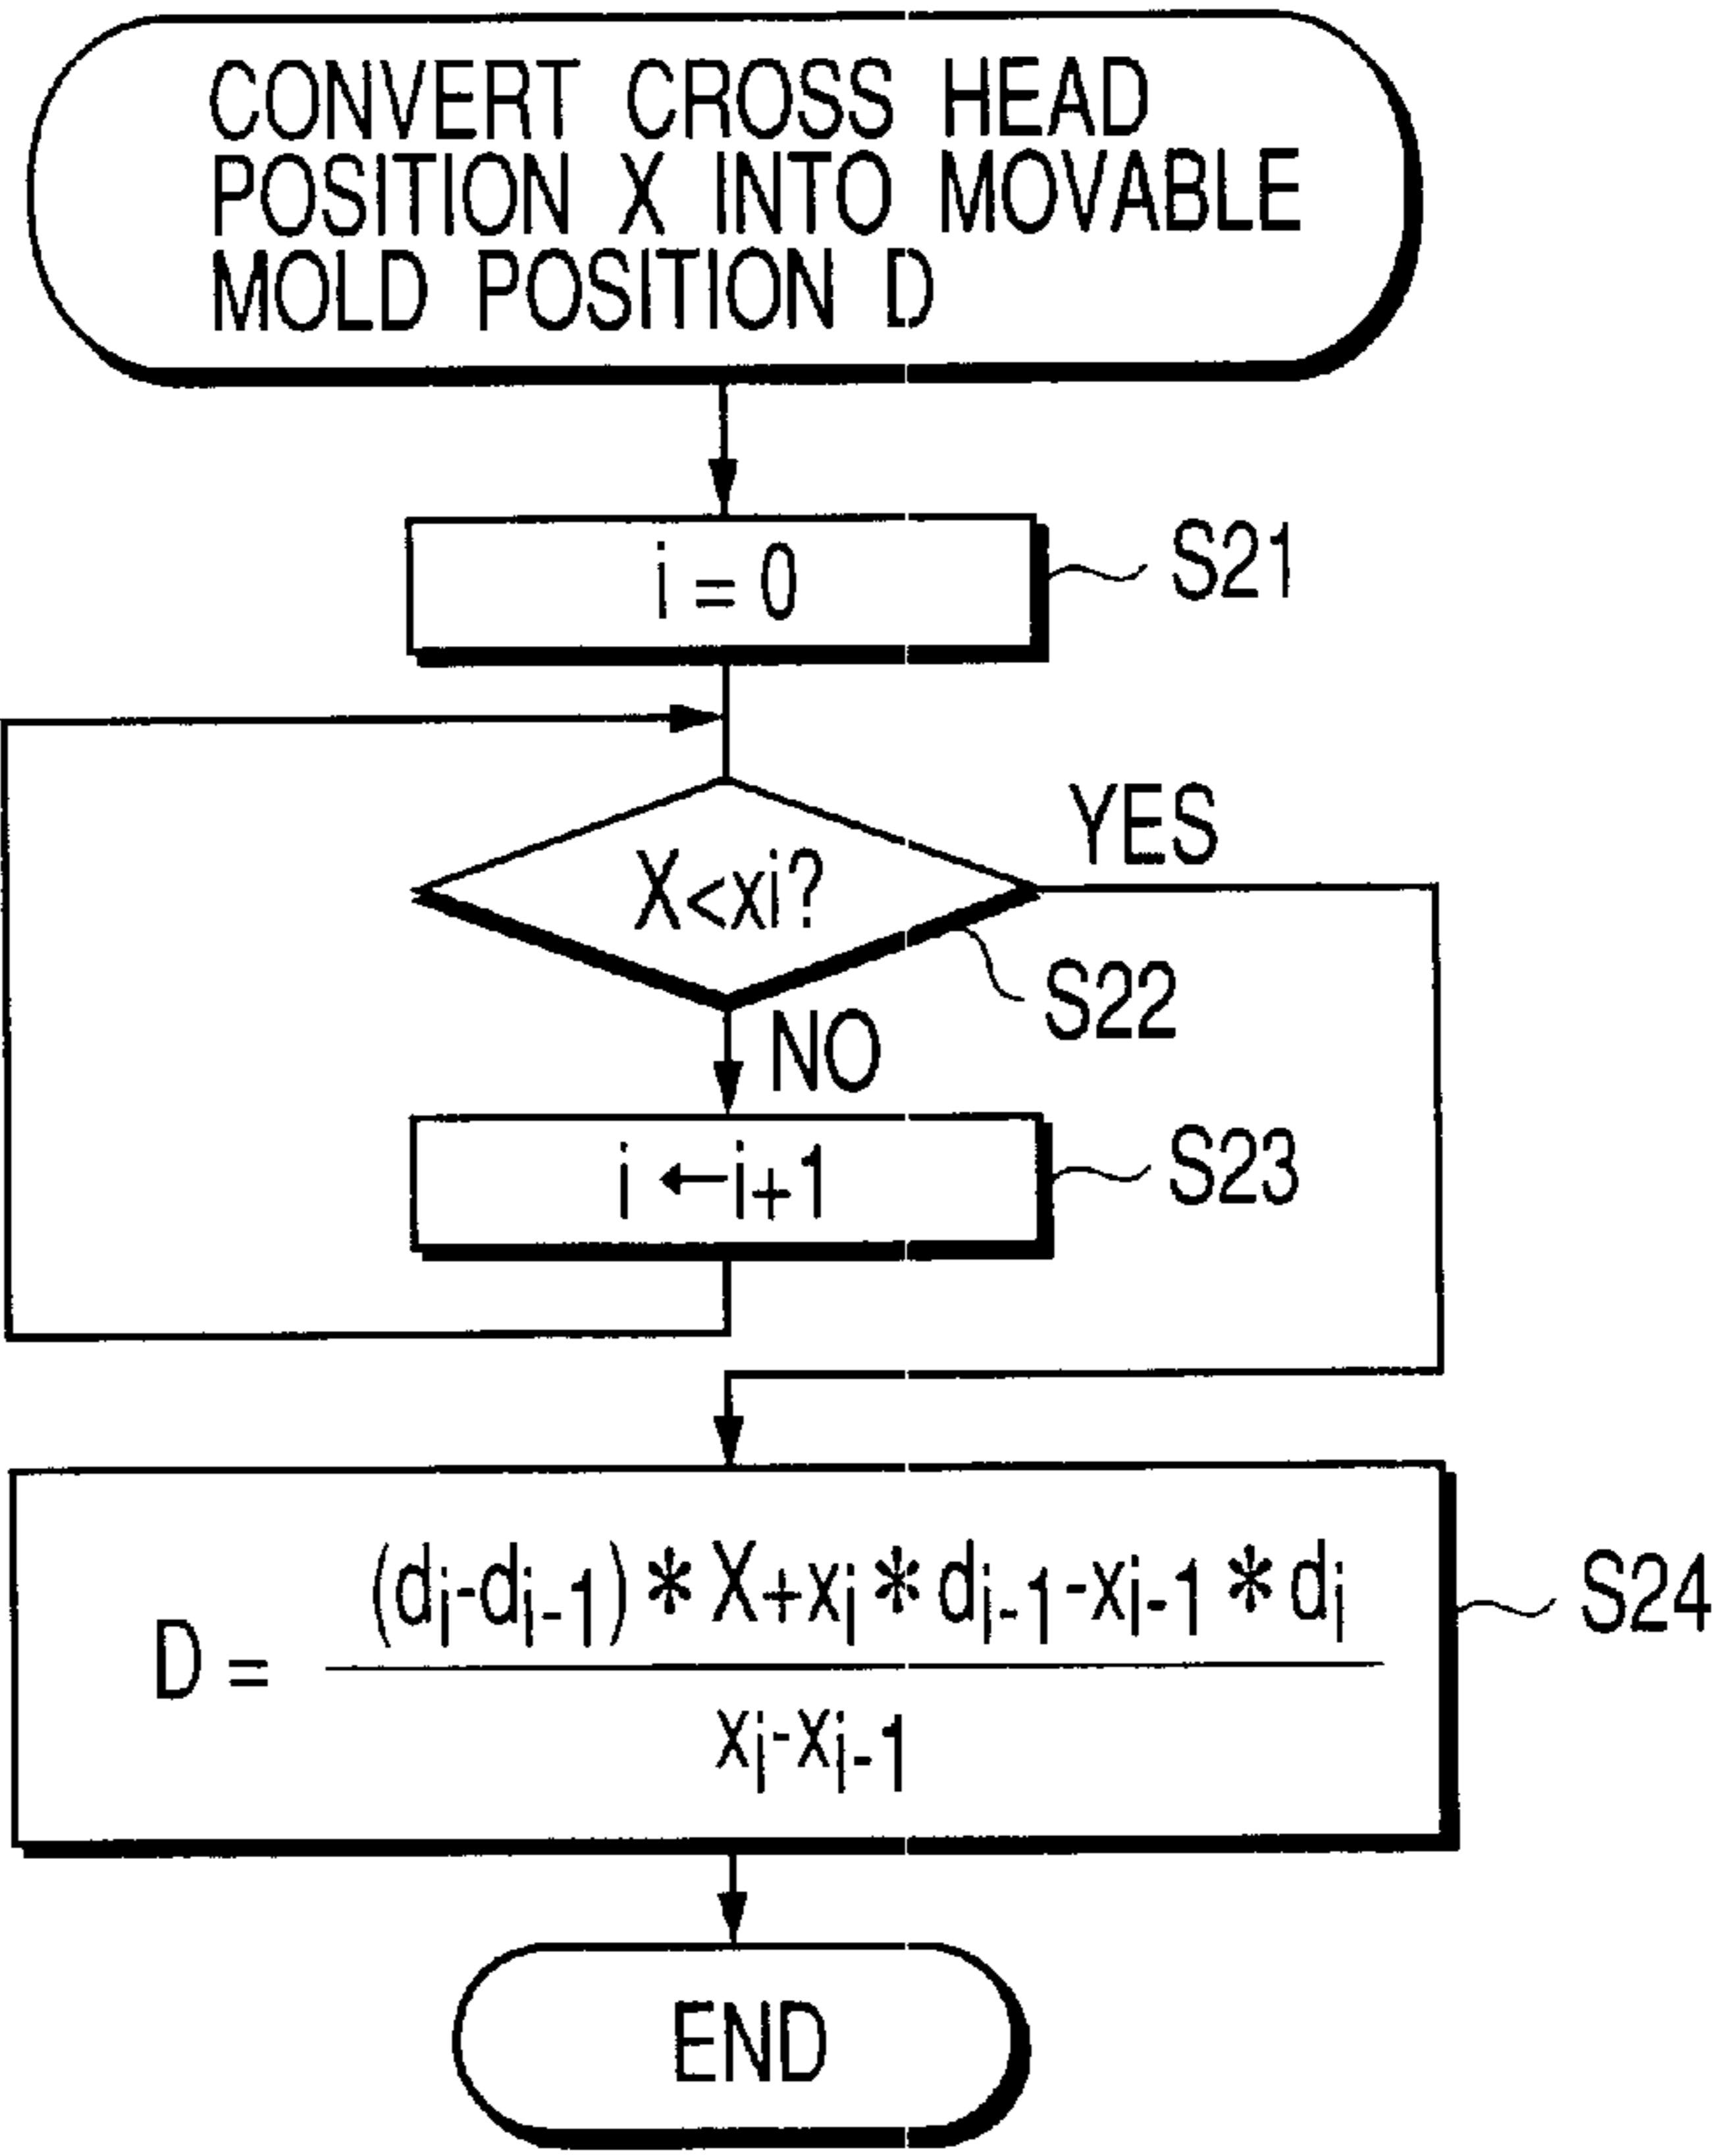 CONVERT CROSS HEAD
POSITION X INTO MOVABLE
MOLD POSITION D
i = 0
S21
X<xi?
YES
S22
NO
i ←i+1
S23
D = (di-di-1)*X+xi*di-1-xi-1*di
xi-xi-1
S24
END